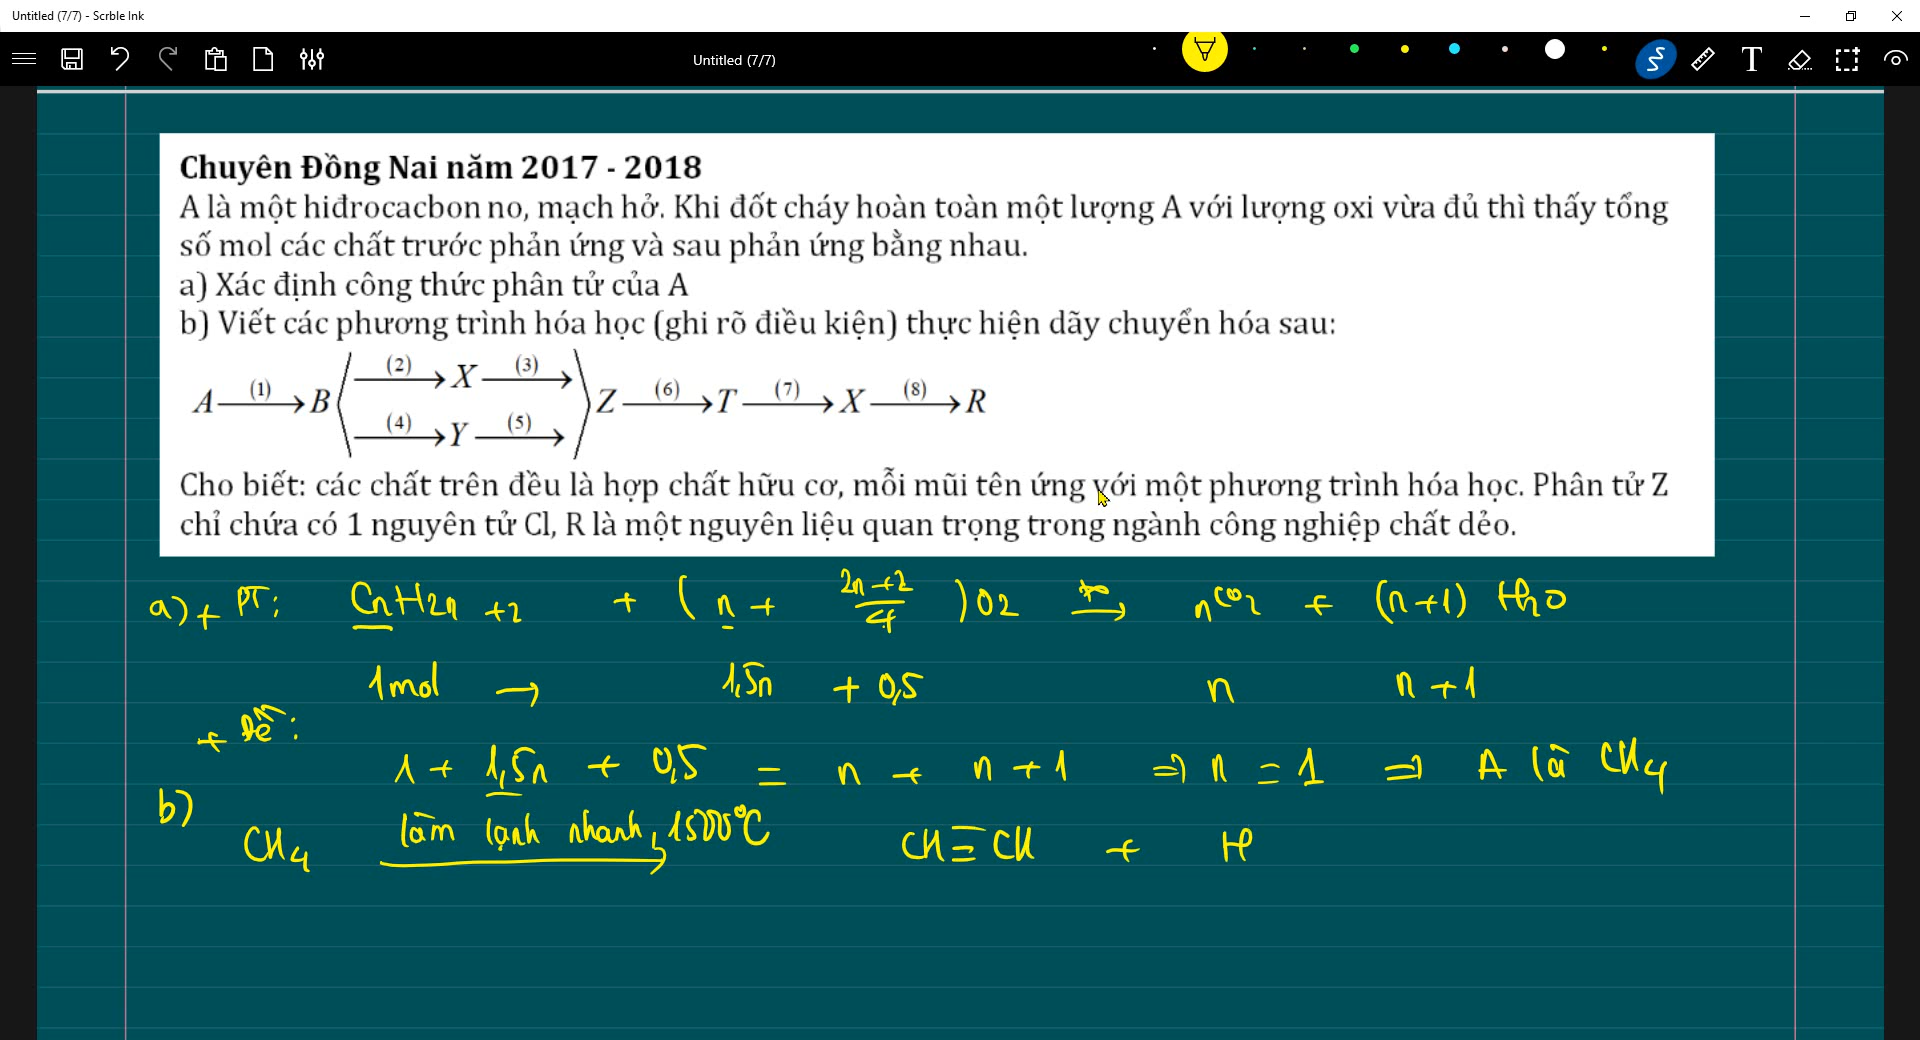 Untitled (7/7) - Scrble Ink
Untitled (7/7)
T
Chuyên Đồng Nai năm 2017 - 2018
A là một hiđrocacbon no, mạch hở. Khi đốt cháy hoàn toàn một lượng A với lượng oxi vừa đủ thì thấy tổng
số mol các chất trước phản ứng và sau phản ứng bằng nhau.
a) Xác định công thức phân tử của A
b) Viết các phương trình hóa học (ghi rõ điều kiện) thực hiện dãy chuyển hóa sau:
(2) X (3)
A (1) B Z (6) T (7) X (8) R
(4) Y (5)
Cho biết: các chất trên đều là hợp chất hữu cơ, mỗi mũi tên ứng với một phương trình hóa học. Phân tử Z
chỉ chứa có 1 nguyên tử Cl, R là một nguyên liệu quan trọng trong ngành công nghiệp chất dẻo.
a) + PT: CnH2n+2 + (n + 2n+2/4) O2 → nCO2 + (n+1) H2O
1mol → 1,5n + 0,5 n n+1
+ Đề:
1 + 1,5n + 0,5 = n + n + 1 ⇒ n = 1 ⇒ A là CH4
b)
CH4 làm lạnh nhanh, 1500°C → CH≡CH + H